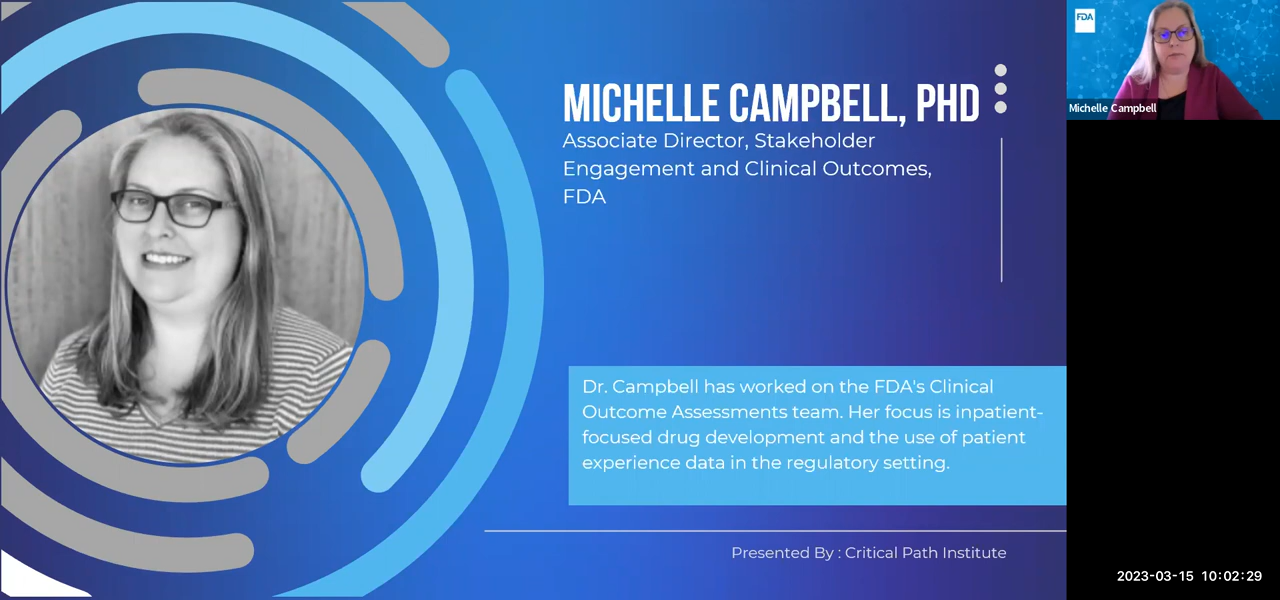 MICHELLE CAMPBELL, PHD
Associate Director, Stakeholder
Engagement and Clinical Outcomes,
FDA
Dr. Campbell has worked on the FDA's Clinical
Outcome Assessments team. Her focus is inpatient-
focused drug development and the use of patient
experience data in the regulatory setting.
Presented By : Critical Path Institute
FDA
Michelle Campbell
2023-03-15 10:02:29